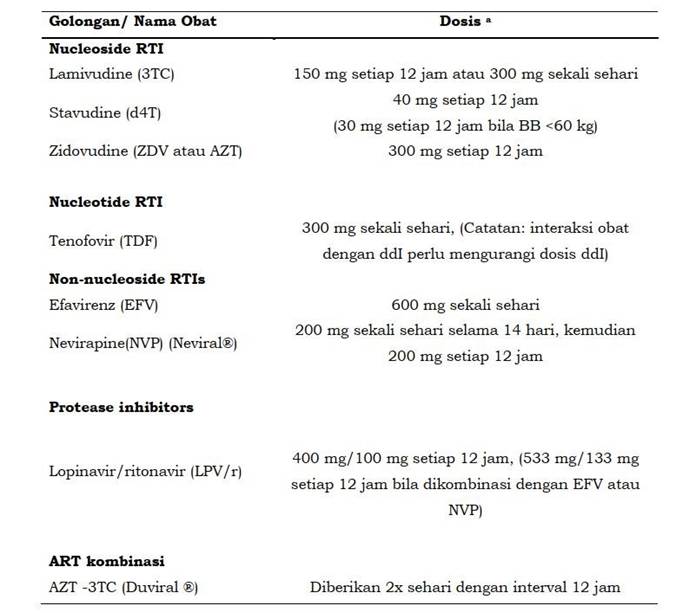 Golongan/ Nama Obat Dosis ª
Nucleoside RTI
Lamivudine (3TC) 150 mg setiap 12 jam atau 300 mg sekali sehari
Stavudine (d4T) 40 mg setiap 12 jam
(30 mg setiap 12 jam bila BB <60 kg)
Zidovudine (ZDV atau AZT) 300 mg setiap 12 jam
Nucleotide RTI
Tenofovir (TDF) 300 mg sekali sehari, (Catatan: interaksi obat
dengan ddI perlu mengurangi dosis ddI)
Non-nucleoside RTIs
Efavirenz (EFV) 600 mg sekali sehari
Nevirapine(NVP) (Neviral®) 200 mg sekali sehari selama 14 hari, kemudian
200 mg setiap 12 jam
Protease inhibitors
Lopinavir/ritonavir (LPV/r) 400 mg/100 mg setiap 12 jam, (533 mg/133 mg
setiap 12 jam bila dikombinasi dengan EFV atau
NVP)
ART kombinasi
AZT -3TC (Duviral ®) Diberikan 2x sehari dengan interval 12 jam